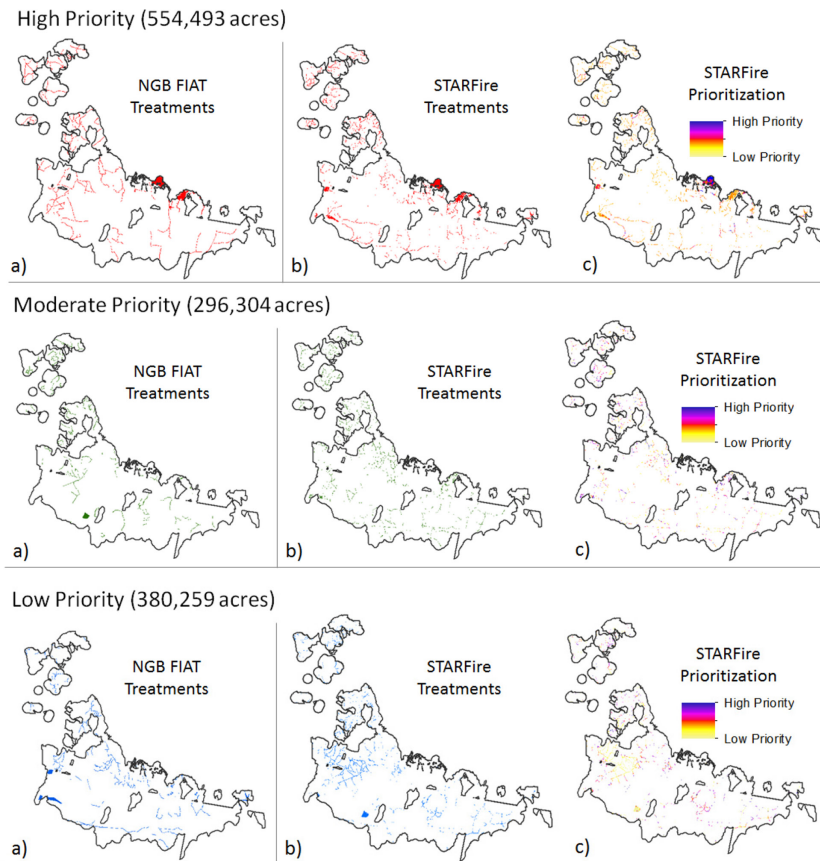 High Priority (554,493 acres)
NGB FIAT
Treatments
STARFire
Treatments
STARFire
Prioritization
High Priority
Low Priority
a)
b)
c)
Moderate Priority (296,304 acres)
NGB FIAT
Treatments
STARFire
Treatments
STARFire
Prioritization
High Priority
Low Priority
a)
b)
c)
Low Priority (380,259 acres)
NGB FIAT
Treatments
STARFire
Treatments
STARFire
Prioritization
High Priority
Low Priority
a)
b)
c)